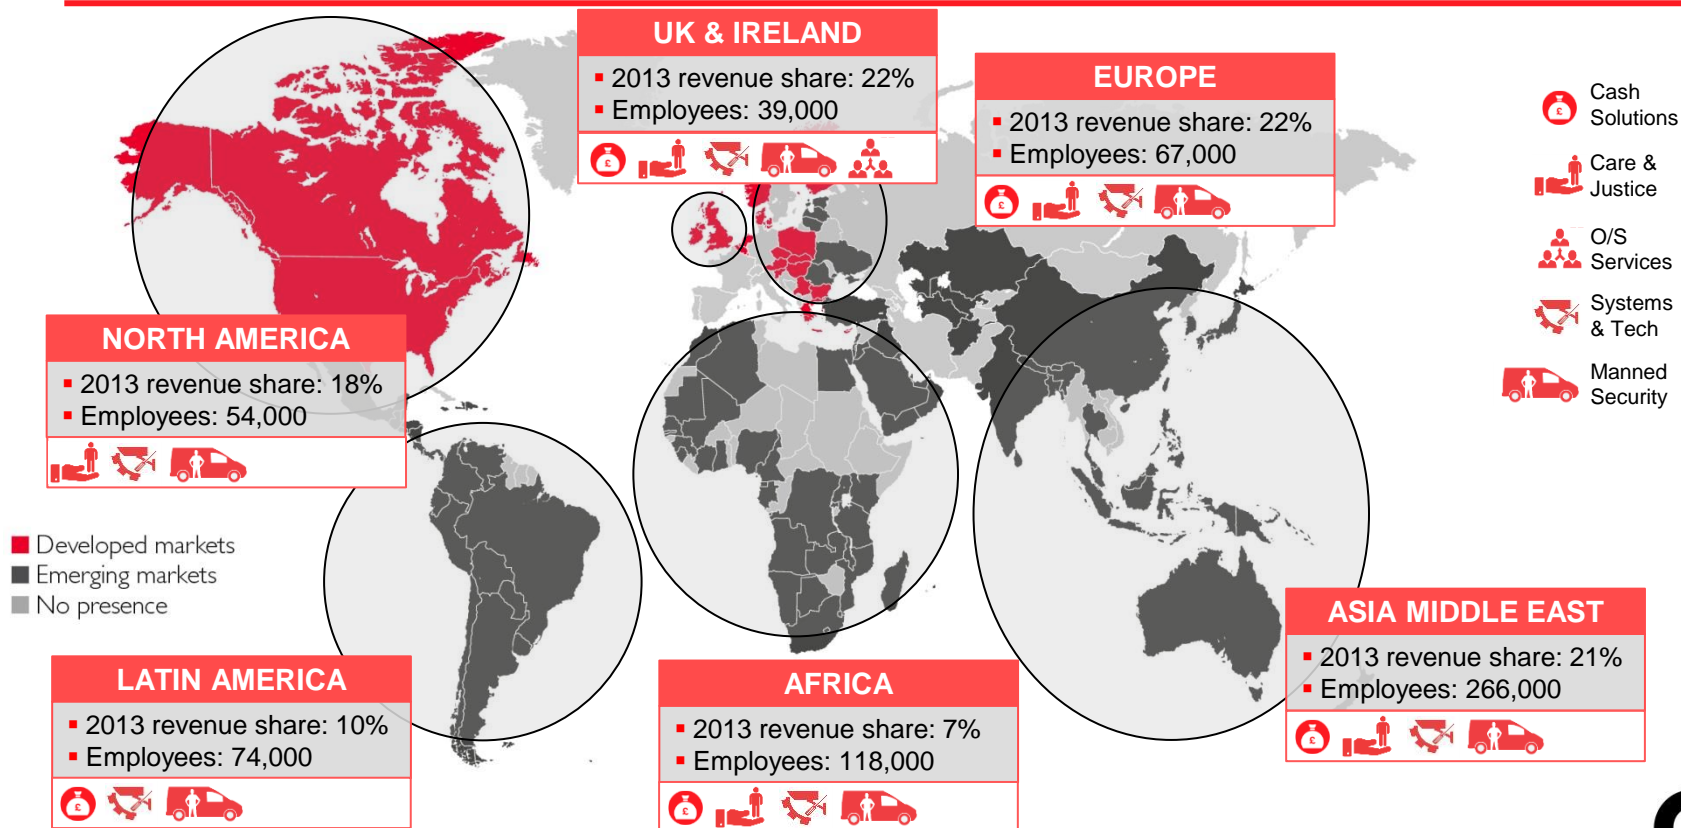 UK & IRELAND
▪ 2013 revenue share: 22%
▪ Employees: 39,000
EUROPE
▪ 2013 revenue share: 22%
▪ Employees: 67,000
Cash
Solutions
Care &
Justice
O/S
Services
Systems
& Tech
Manned
Security
NORTH AMERICA
▪ 2013 revenue share: 18%
▪ Employees: 54,000
Developed markets
Emerging markets
No presence
LATIN AMERICA
▪ 2013 revenue share: 10%
▪ Employees: 74,000
AFRICA
▪ 2013 revenue share: 7%
▪ Employees: 118,000
ASIA MIDDLE EAST
▪ 2013 revenue share: 21%
▪ Employees: 266,000